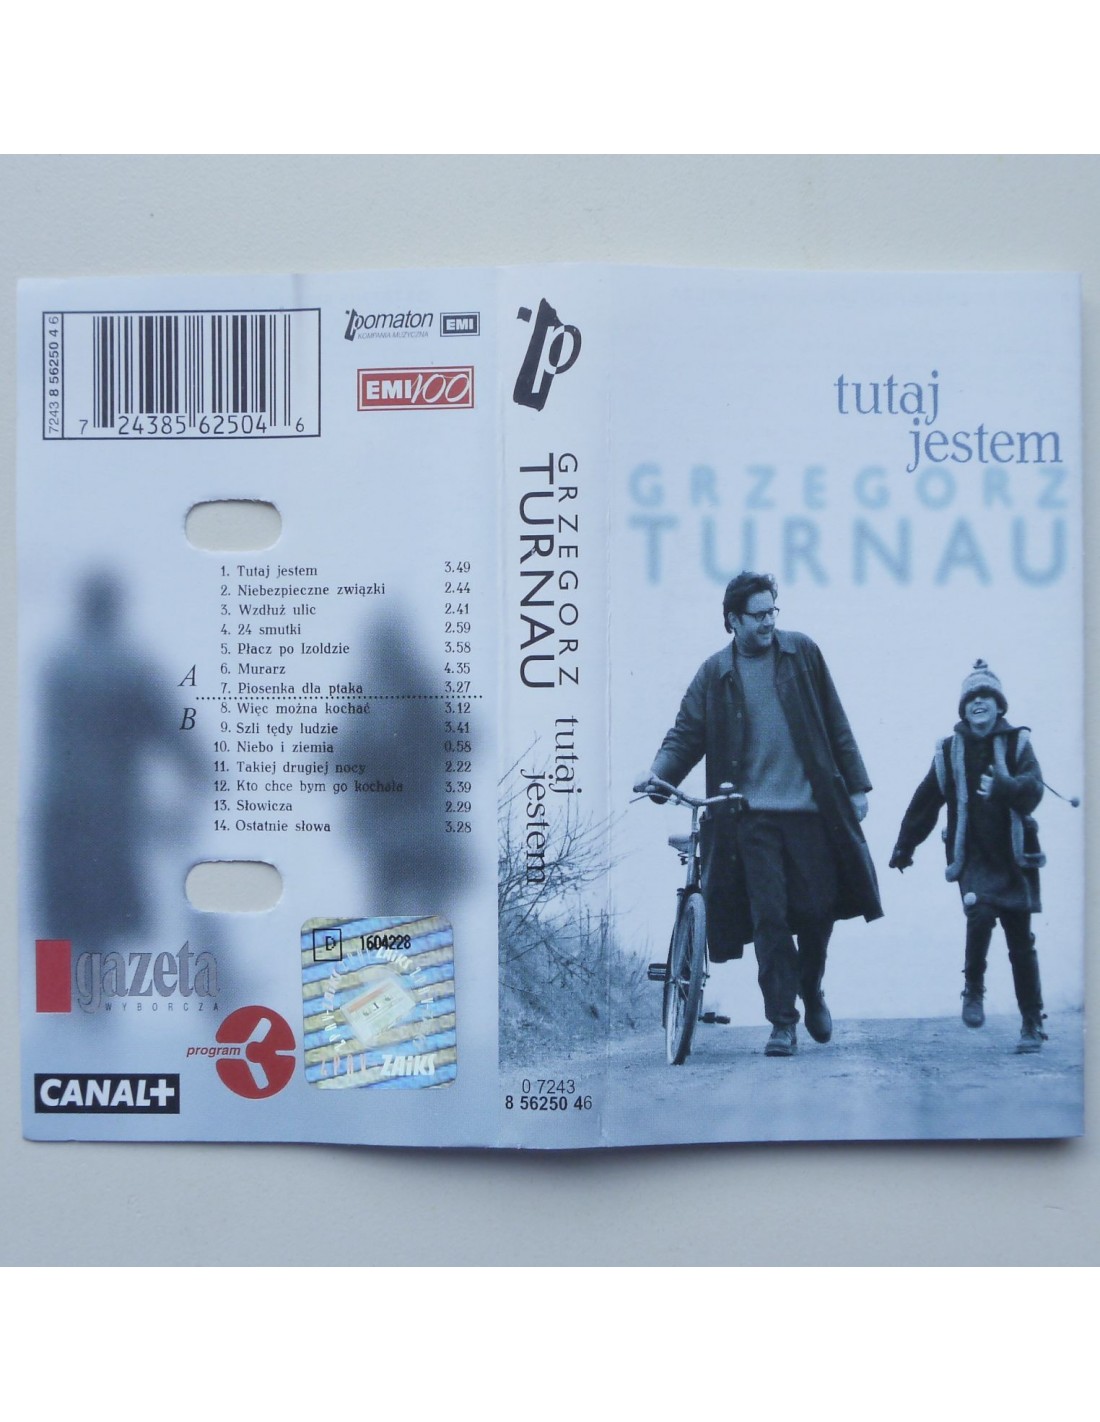 7243 8 56250 4 6
7 24385 62504 6
pomaton
KOMPANIA MUZYCZNA
EMI
EMI 100
1. Tutaj jestem 3.49
2. Niebezpieczne związki 2.44
3. Wzdłuż ulic 2.41
4. 24 smutki 2.59
5. Płacz po Izoldzie 3.58
6. Murarz 4.35
A
7. Piosenka dla ptaka 3.27
8. Więc można kochać 3.12
B
9. Szli tędy ludzie 3.41
10. Niebo i ziemia 0.58
11. Takiej drugiej nocy 2.22
12. Kto chce bym go kochała 3.39
13. Słowicza 2.29
14. Ostatnie słowa 3.28
gazeta
WYBORCZA
program 3
CANAL+
D 1604228
ZAiKS
p
GRZEGORZ
TURNAU
tutaj
jestem
0 7243
8 56250 46
tutaj
jestem
GRZEGORZ
TURNAU